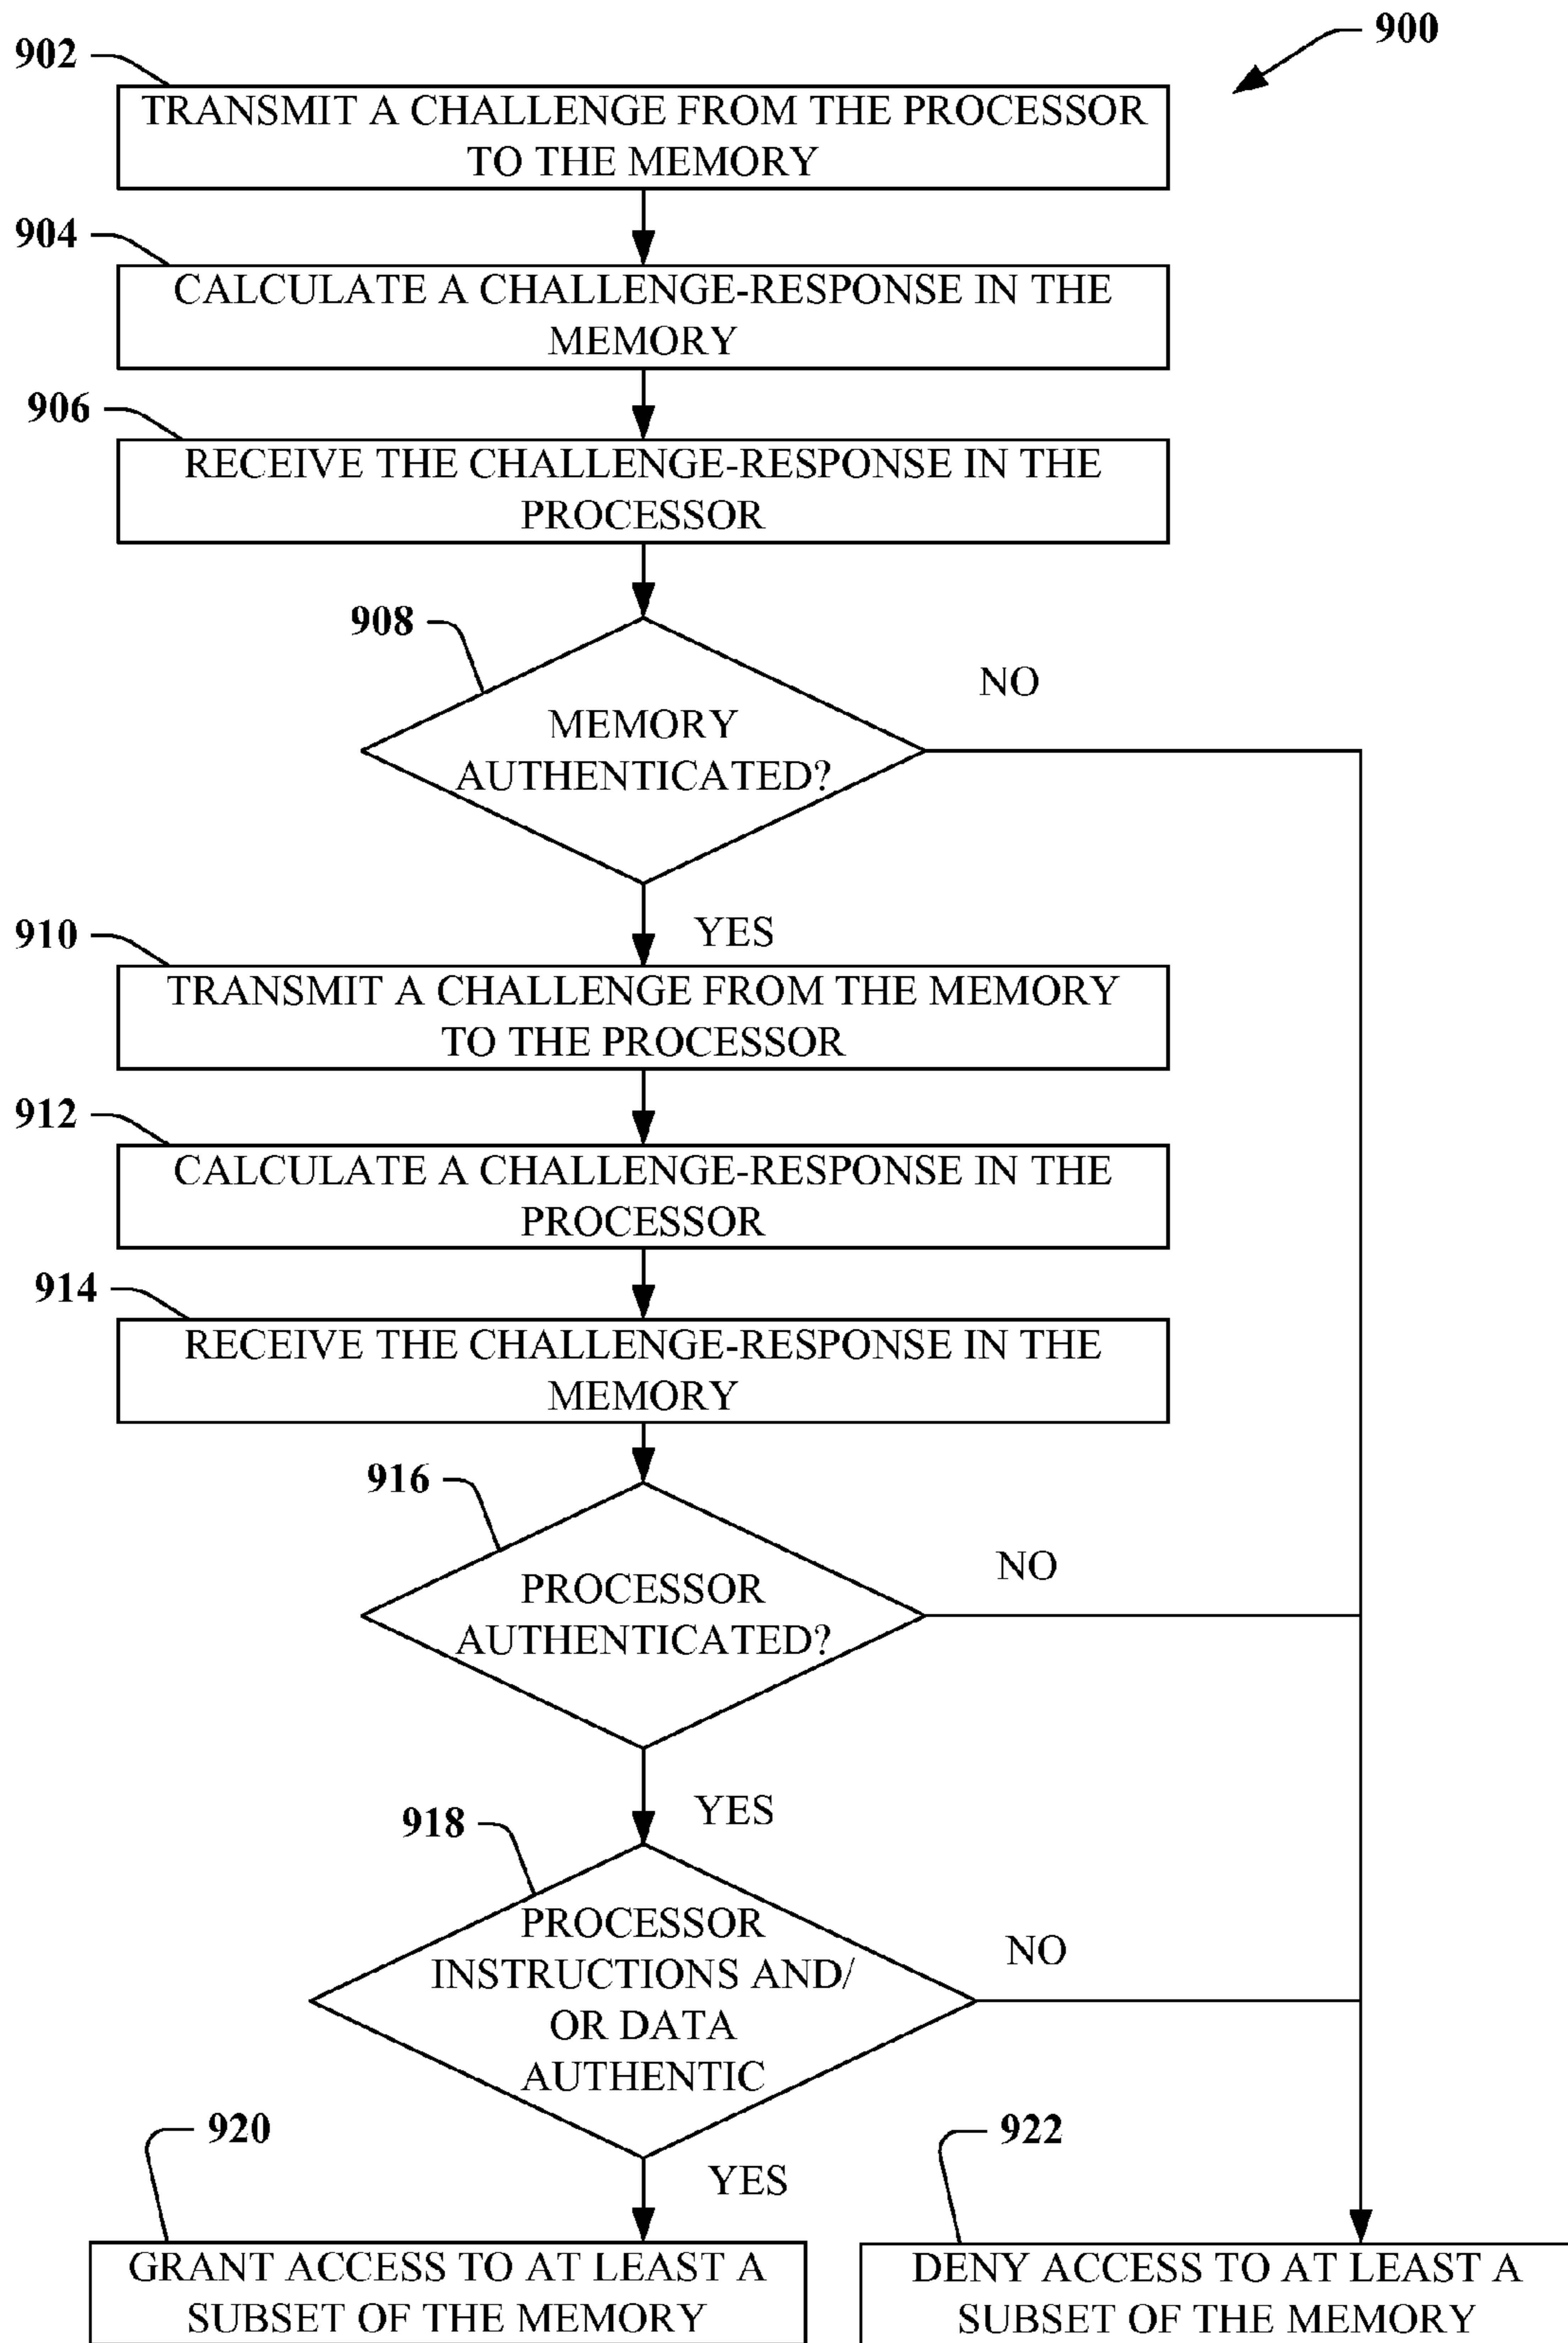 900
902
TRANSMIT A CHALLENGE FROM THE PROCESSOR
TO THE MEMORY
904
CALCULATE A CHALLENGE-RESPONSE IN THE
MEMORY
906
RECEIVE THE CHALLENGE-RESPONSE IN THE
PROCESSOR
908
MEMORY
AUTHENTICATED?
NO
YES
910
TRANSMIT A CHALLENGE FROM THE MEMORY
TO THE PROCESSOR
912
CALCULATE A CHALLENGE-RESPONSE IN THE
PROCESSOR
914
RECEIVE THE CHALLENGE-RESPONSE IN THE
MEMORY
916
PROCESSOR
AUTHENTICATED?
NO
YES
918
PROCESSOR
INSTRUCTIONS AND/
OR DATA
AUTHENTIC
NO
YES
920
GRANT ACCESS TO AT LEAST A
SUBSET OF THE MEMORY
922
DENY ACCESS TO AT LEAST A
SUBSET OF THE MEMORY